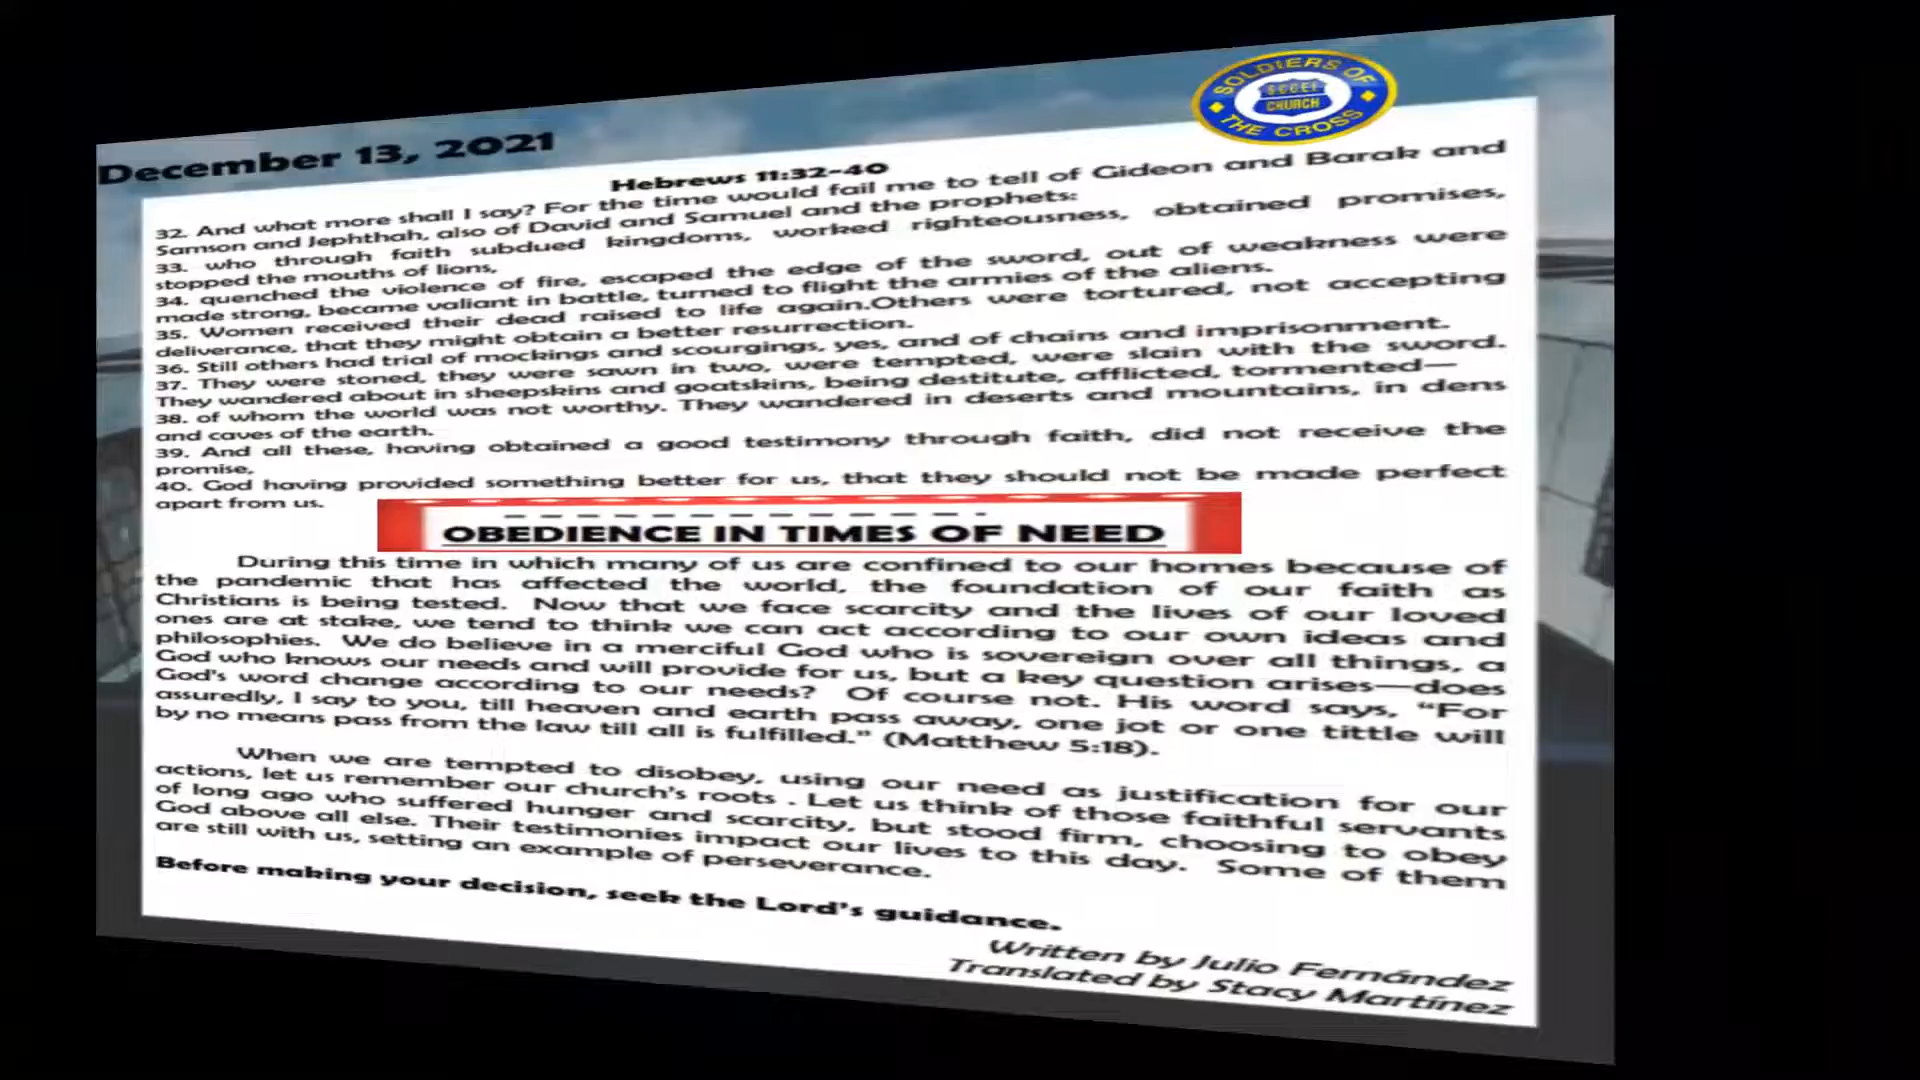 SOLDIERS OF
SCCEI
CHURCH
THE CROSS
December 13, 2021
Hebrews 11:32-40
32. And what more shall I say? For the time would fail me to tell of Gideon and Barak and
Samson and Jephthah, also of David and Samuel and the prophets:
33. who through faith subdued kingdoms, worked righteousness, obtained promises,
stopped the mouths of lions,
34. quenched the violence of fire, escaped the edge of the sword, out of weakness were
made strong, became valiant in battle, turned to flight the armies of the aliens.
35. Women received their dead raised to life again.Others were tortured, not accepting
deliverance, that they might obtain a better resurrection.
36. Still others had trial of mockings and scourgings, yes, and of chains and imprisonment.
37. They were stoned, they were sawn in two, were tempted, were slain with the sword.
They wandered about in sheepskins and goatskins, being destitute, afflicted, tormented—
38. of whom the world was not worthy. They wandered in deserts and mountains, in dens
and caves of the earth.
39. And all these, having obtained a good testimony through faith, did not receive the
promise,
40. God having provided something better for us, that they should not be made perfect
apart from us.
OBEDIENCE IN TIMES OF NEED
During this time in which many of us are confined to our homes because of
the pandemic that has affected the world, the foundation of our faith as
Christians is being tested. Now that we face scarcity and the lives of our loved
ones are at stake, we tend to think we can act according to our own ideas and
philosophies. We do believe in a merciful God who is sovereign over all things, a
God who knows our needs and will provide for us, but a key question arises—does
God's word change according to our needs? Of course not. His word says, "For
assuredly, I say to you, till heaven and earth pass away, one jot or one tittle will
by no means pass from the law till all is fulfilled." (Matthew 5:18).
When we are tempted to disobey, using our need as justification for our
actions, let us remember our church's roots . Let us think of those faithful servants
of long ago who suffered hunger and scarcity, but stood firm, choosing to obey
God above all else. Their testimonies impact our lives to this day. Some of them
are still with us, setting an example of perseverance.
Before making your decision, seek the Lord's guidance.
Written by Julio Fernández
Translated by Stacy Martínez